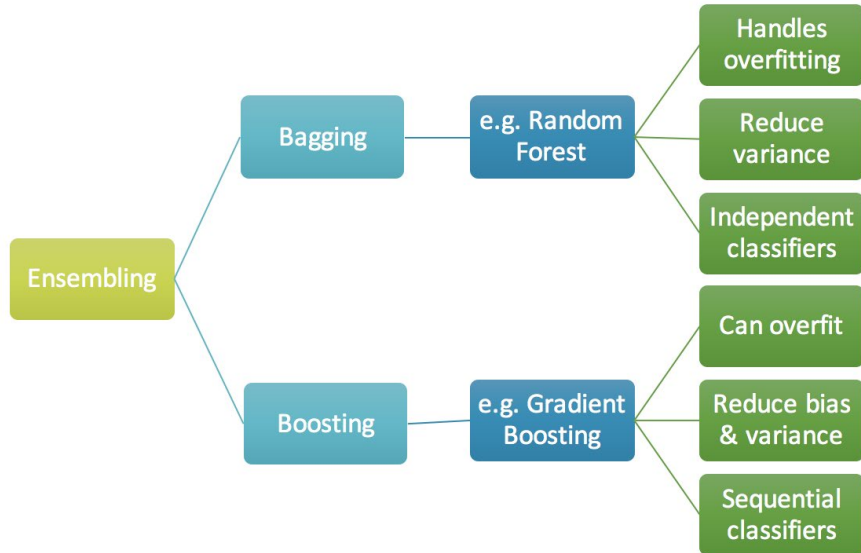 Ensembling
Bagging
e.g. Random
Forest
Handles
overfitting
Reduce
variance
Independent
classifiers
Boosting
e.g. Gradient
Boosting
Can overfit
Reduce bias
& variance
Sequential
classifiers